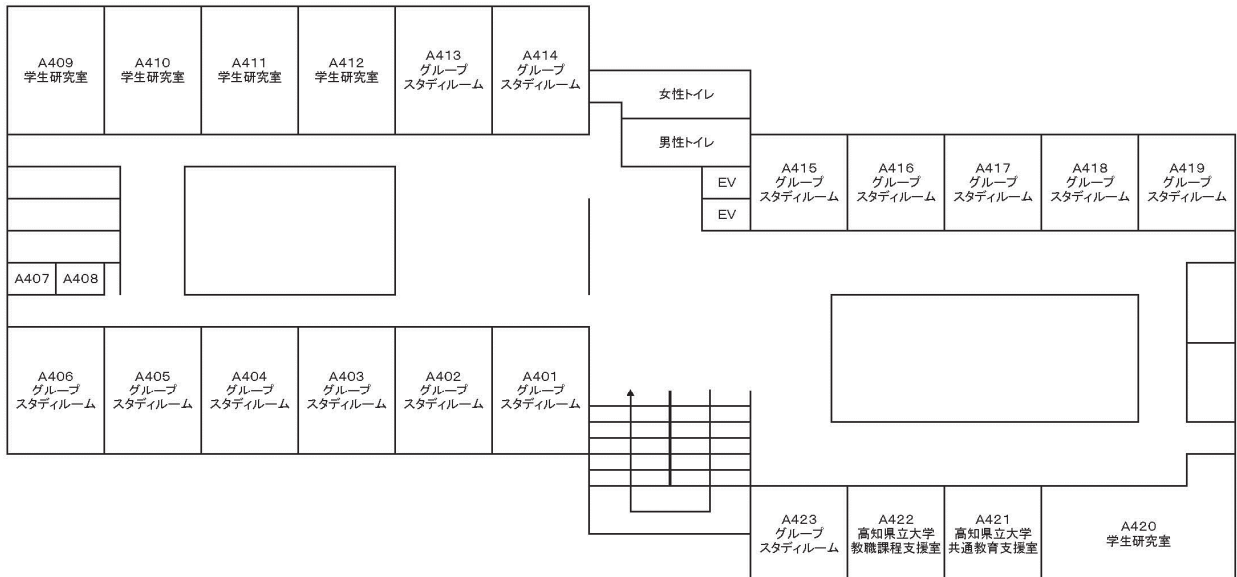 A409
学生研究室
A410
学生研究室
A411
学生研究室
A412
学生研究室
A413
グループ
スタディルーム
A414
グループ
スタディルーム
女性トイレ
男性トイレ
EV
EV
A415
グループ
スタディルーム
A416
グループ
スタディルーム
A417
グループ
スタディルーム
A418
グループ
スタディルーム
A419
グループ
スタディルーム
A407
A408
A406
グループ
スタディルーム
A405
グループ
スタディルーム
A404
グループ
スタディルーム
A403
グループ
スタディルーム
A402
グループ
スタディルーム
A401
グループ
スタディルーム
A423
グループ
スタディルーム
A422
高知県立大学
教職課程支援室
A421
高知県立大学
共通教育支援室
A420
学生研究室